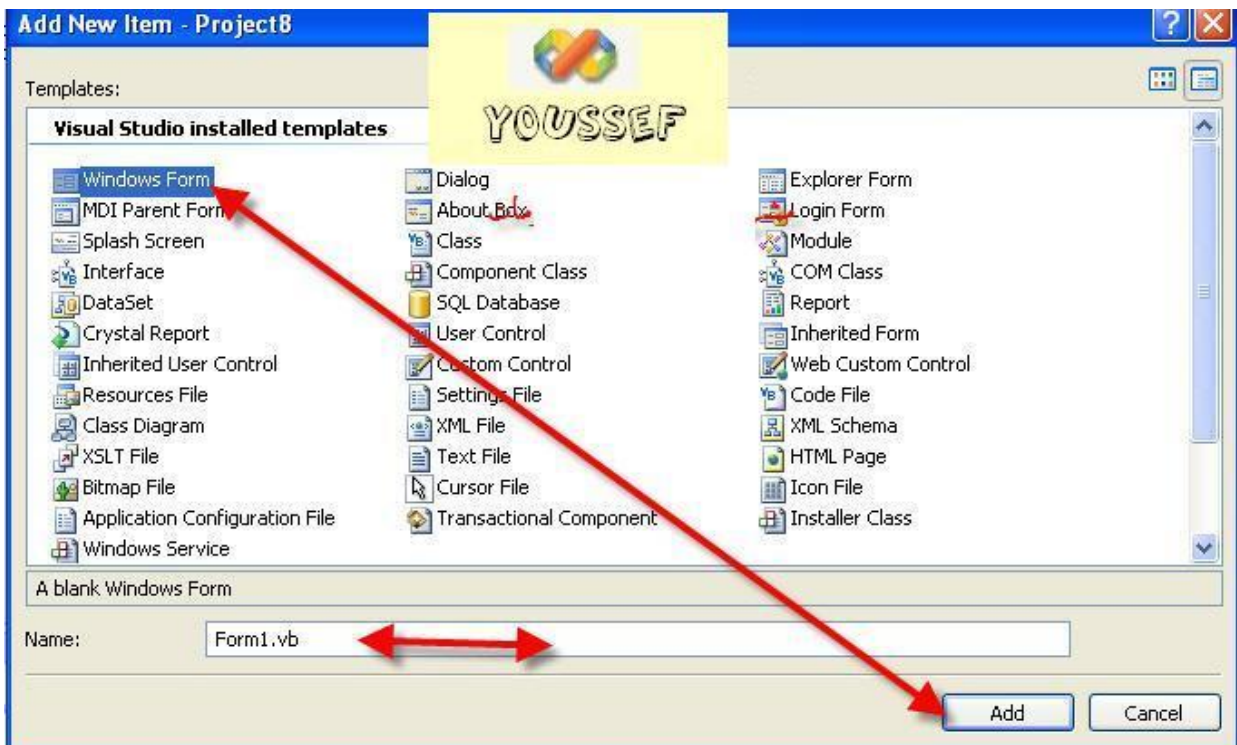 Add New Item - Project8
YOUSSEF
Templates:
Visual Studio installed templates
Windows Form Dialog Explorer Form
MDI Parent Form About Box Login Form
Splash Screen Class Module
Interface Component Class COM Class
DataSet SQL Database Report
Crystal Report User Control Inherited Form
Inherited User Control Custom Control Web Custom Control
Resources File Settings File Code File
Class Diagram XML File XML Schema
XSLT File Text File HTML Page
Bitmap File Cursor File Icon File
Application Configuration File Transactional Component Installer Class
Windows Service
A blank Windows Form
Name: Form1.vb
Add Cancel